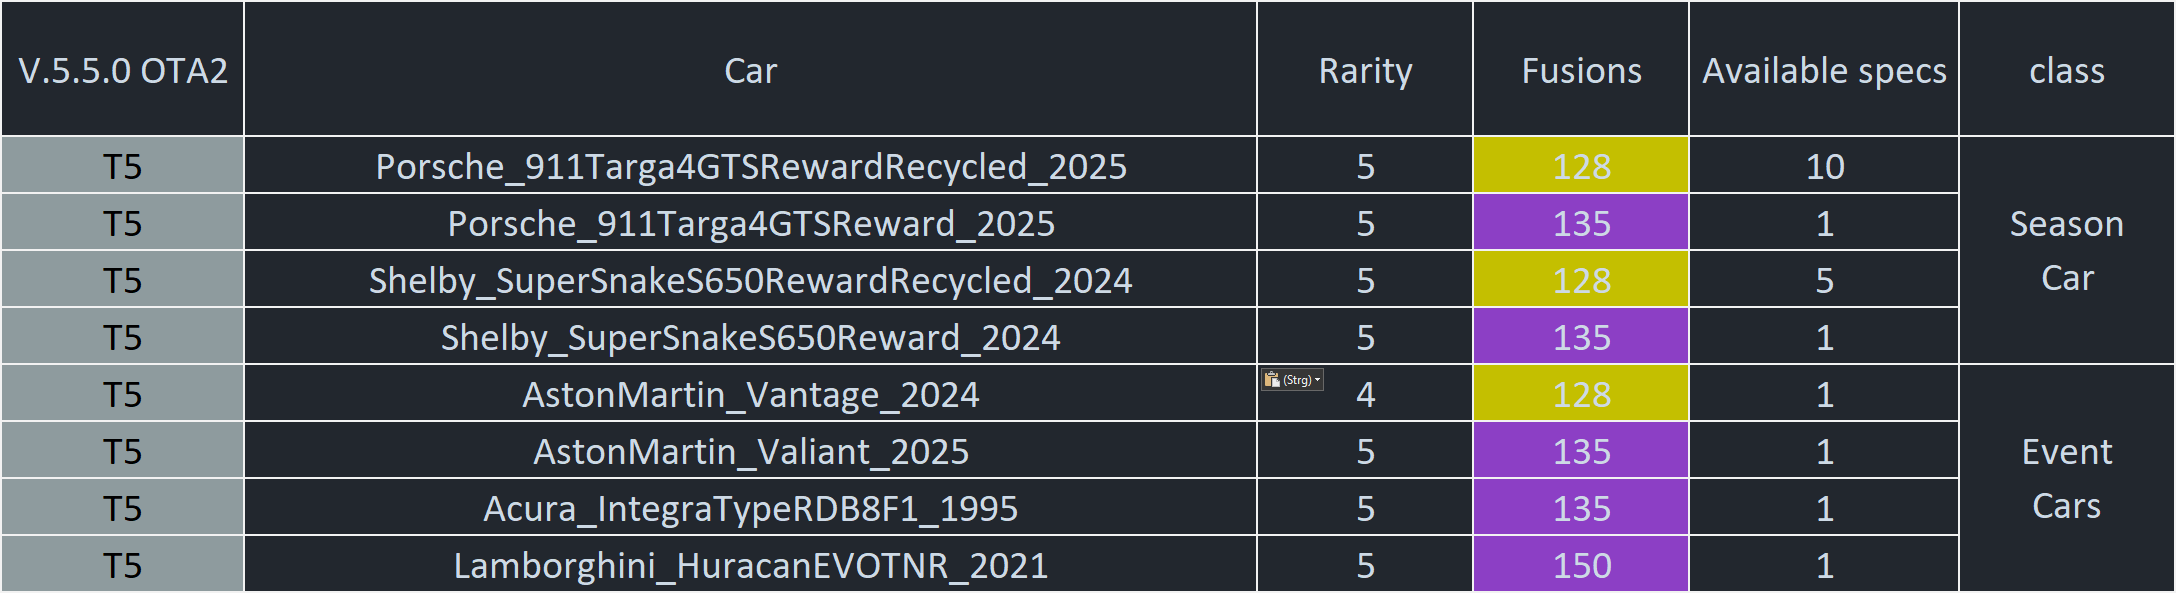 V.5.5.0 OTA2 Car Rarity Fusions Available specs class
T5 Porsche_911Targa4GTSRewardRecycled_2025 5 128 10
T5 Porsche_911Targa4GTSReward_2025 5 135 1
Season
Car
T5 Shelby_SuperSnakeS650RewardRecycled_2024 5 128 5
T5 Shelby_SuperSnakeS650Reward_2024 5 135 1
(Strg)
T5 AstonMartin_Vantage_2024 4 128 1
T5 AstonMartin_Valiant_2025 5 135 1
Event
Cars
T5 Acura_IntegraTypeRDB8F1_1995 5 135 1
T5 Lamborghini_HuracanEVOTNR_2021 5 150 1